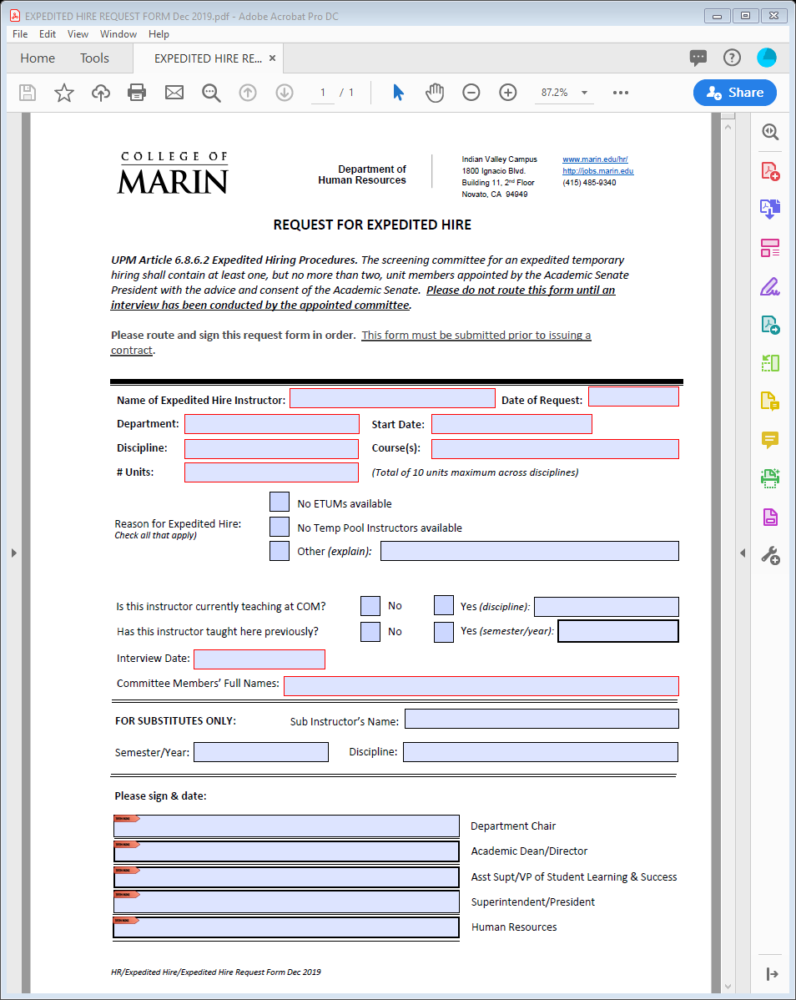 EXPEDITED HIRE REQUEST FORM Dec 2019.pdf - Adobe Acrobat Pro DC
File Edit View Window Help
Home Tools EXPEDITED HIRE RE... ×
1 / 1 87.2% Share
COLLEGE OF
MARIN
Department of
Human Resources
Indian Valley Campus
1800 Ignacio Blvd.
Building 11, 2nd Floor
Novato, CA 94949
www.marin.edu/hr/
http://jobs.marin.edu
(415) 485-9340
REQUEST FOR EXPEDITED HIRE
UPM Article 6.8.6.2 Expedited Hiring Procedures. The screening committee for an expedited temporary
hiring shall contain at least one, but no more than two, unit members appointed by the Academic Senate
President with the advice and consent of the Academic Senate. Please do not route this form until an
interview has been conducted by the appointed committee.
Please route and sign this request form in order. This form must be submitted prior to issuing a
contract.
Name of Expedited Hire Instructor: Date of Request:
Department: Start Date:
Discipline: Course(s):
# Units: (Total of 10 units maximum across disciplines)
No ETUMs available
Reason for Expedited Hire:
Check all that apply)
No Temp Pool Instructors available
Other (explain):
Is this instructor currently teaching at COM? No Yes (discipline):
Has this instructor taught here previously? No Yes (semester/year):
Interview Date:
Committee Members' Full Names:
FOR SUBSTITUTES ONLY: Sub Instructor's Name:
Semester/Year: Discipline:
Please sign & date:
Department Chair
Academic Dean/Director
Asst Supt/VP of Student Learning & Success
Superintendent/President
Human Resources
HR/Expedited Hire/Expedited Hire Request Form Dec 2019